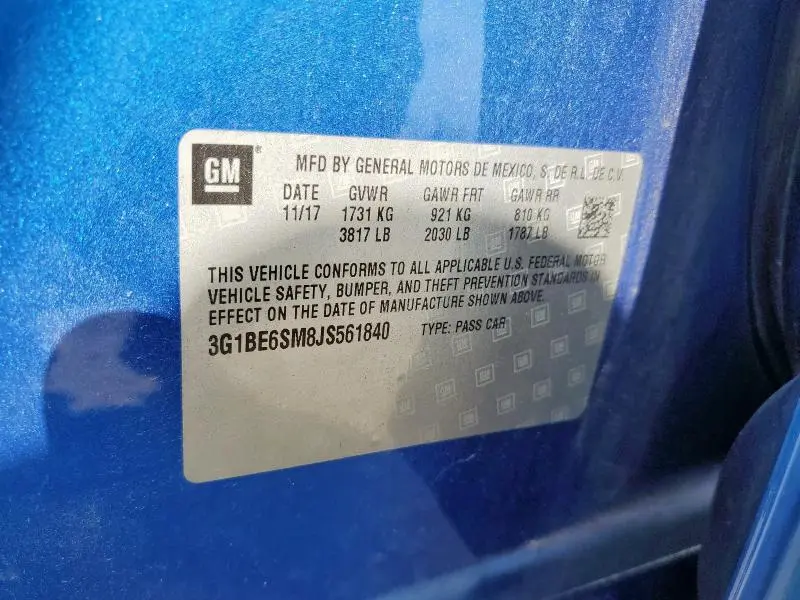 GM ®
MFD BY GENERAL MOTORS DE MEXICO, S. DE R.L. DE C.V.
DATE GVWR GAWR FRT GAWR RR
11/17 1731 KG 921 KG 810 KG
3817 LB 2030 LB 1787 LB
THIS VEHICLE CONFORMS TO ALL APPLICABLE U.S. FEDERAL MOTOR
VEHICLE SAFETY, BUMPER, AND THEFT PREVENTION STANDARDS IN
EFFECT ON THE DATE OF MANUFACTURE SHOWN ABOVE.
3G1BE6SM8JS561840 TYPE: PASS CAR